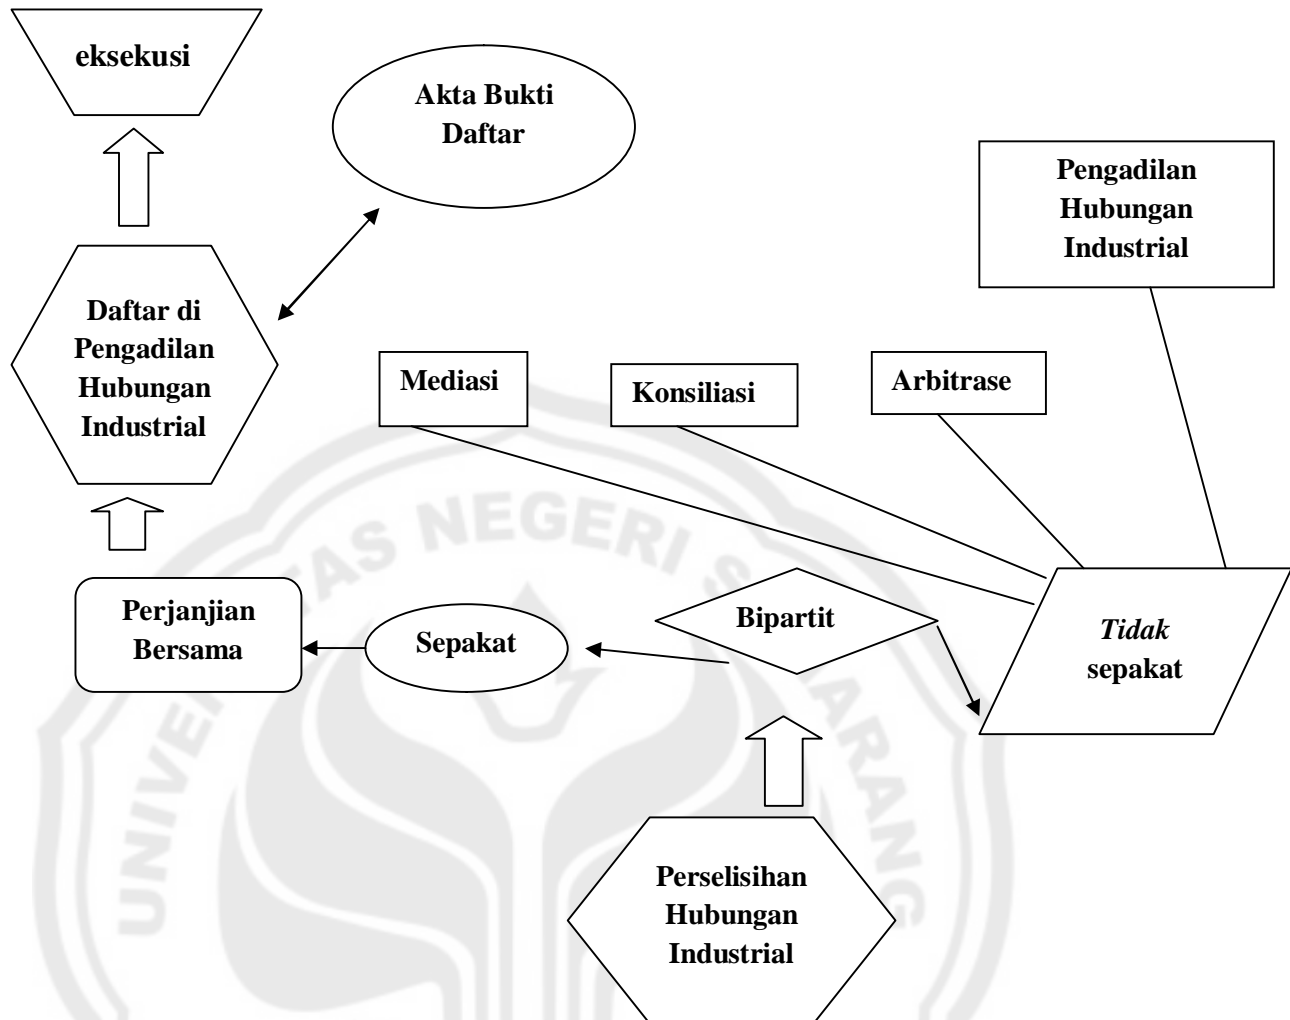 eksekusi
Akta Bukti
Daftar
Pengadilan
Hubungan
Industrial
Daftar di
Pengadilan
Hubungan
Industrial
Mediasi
Konsiliasi
Arbitrase
Perjanjian
Bersama
Sepakat
Bipartit
Tidak
sepakat
Perselisihan
Hubungan
Industrial